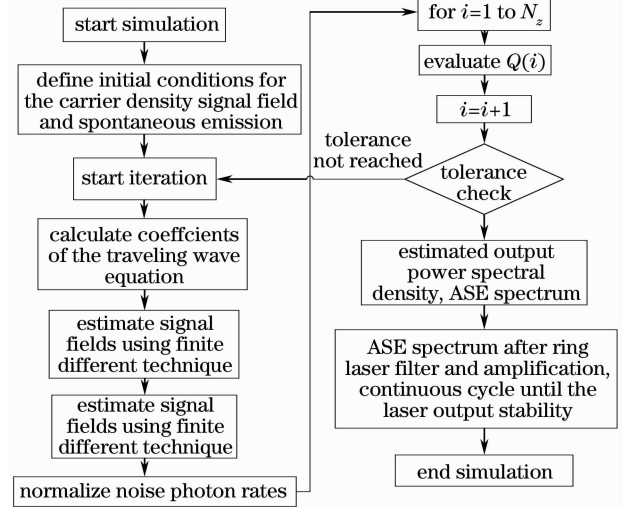 start simulation
define initial conditions for
the carrier density signal field
and spontaneous emission
start iteration
calculate coeffcients
of the traveling wave
equation
estimate signal
fields using finite
different technique
estimate signal
fields using finite
different technique
normalize noise photon rates
for i=1 to N_z
evaluate Q(i)
i=i+1
tolerance
not reached
tolerance
check
estimated output
power spectral
density, ASE spectrum
ASE spectrum after ring
laser filter and amplification,
continuous cycle until the
laser output stability
end simulation